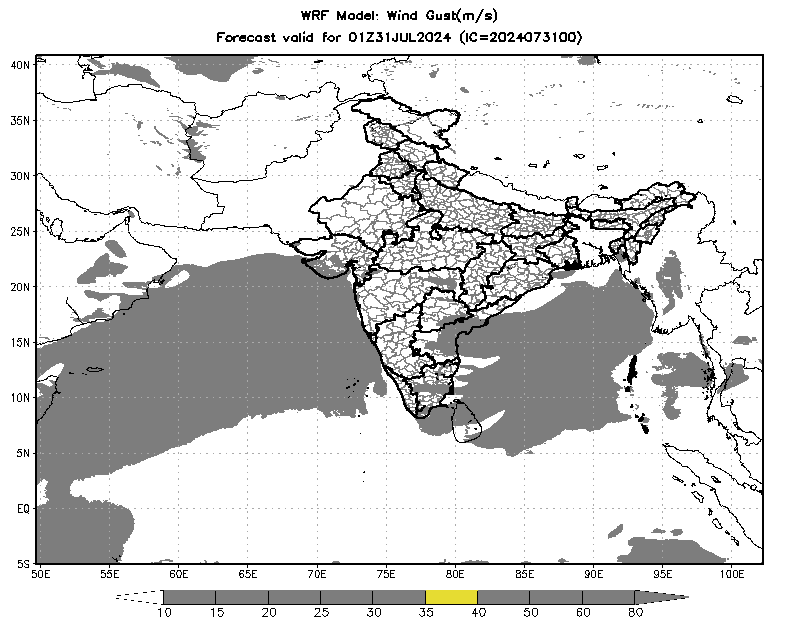 WRF Model: Wind Gust(m/s)
Forecast valid for 01Z31JUL2024 (IC=2024073100)
40N
35N
30N
25N
20N
15N
10N
5N
EQ
5S
50E 55E 60E 65E 70E 75E 80E 85E 90E 95E 100E
10 15 20 25 30 35 40 50 60 80